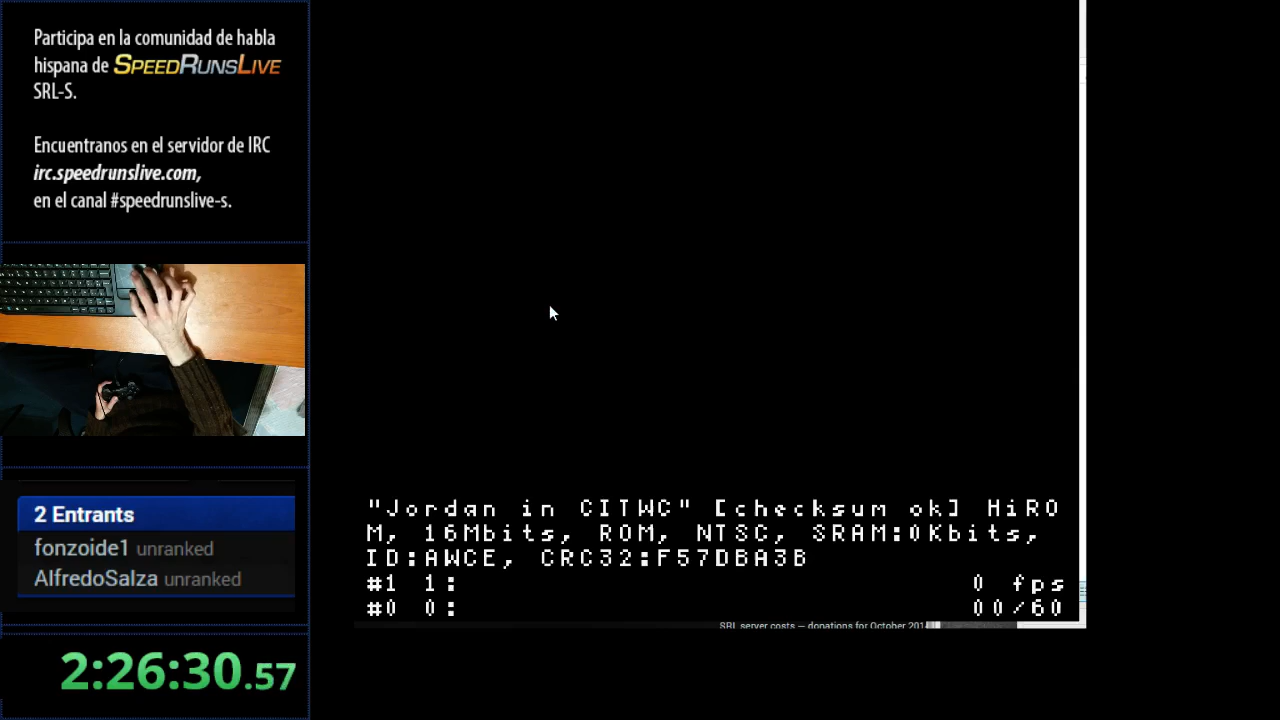 Participa en la comunidad de habla
hispana de SPEEDRUNSLIVE
SRL-S.
Encuentranos en el servidor de IRC
irc.speedrunslive.com,
en el canal #speedrunslive-s.
2 Entrants
fonzoide1 unranked
AlfredoSalza unranked
2:26:30.57
"Jordan in CITWC" [checksum ok] HiRO
M, 16Mbits, ROM, NTSC, SRAM:0Kbits,
ID:AWCE, CRC32:F57DBA3B
#1 1: 0 fps
#0 0: 00/60
SRL server costs — donations for October